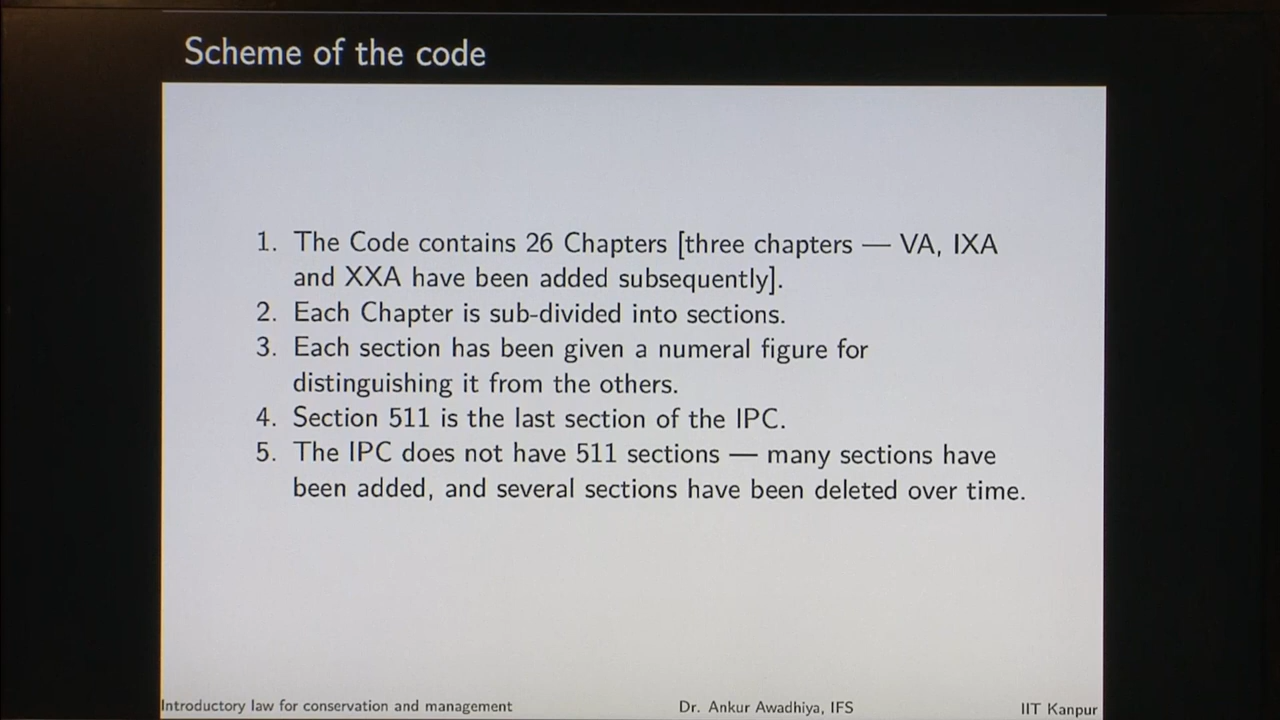 Scheme of the code
1. The Code contains 26 Chapters [three chapters — VA, IXA
and XXA have been added subsequently].
2. Each Chapter is sub-divided into sections.
3. Each section has been given a numeral figure for
distinguishing it from the others.
4. Section 511 is the last section of the IPC.
5. The IPC does not have 511 sections — many sections have
been added, and several sections have been deleted over time.
Introductory law for conservation and management Dr. Ankur Awadhiya, IFS IIT Kanpur